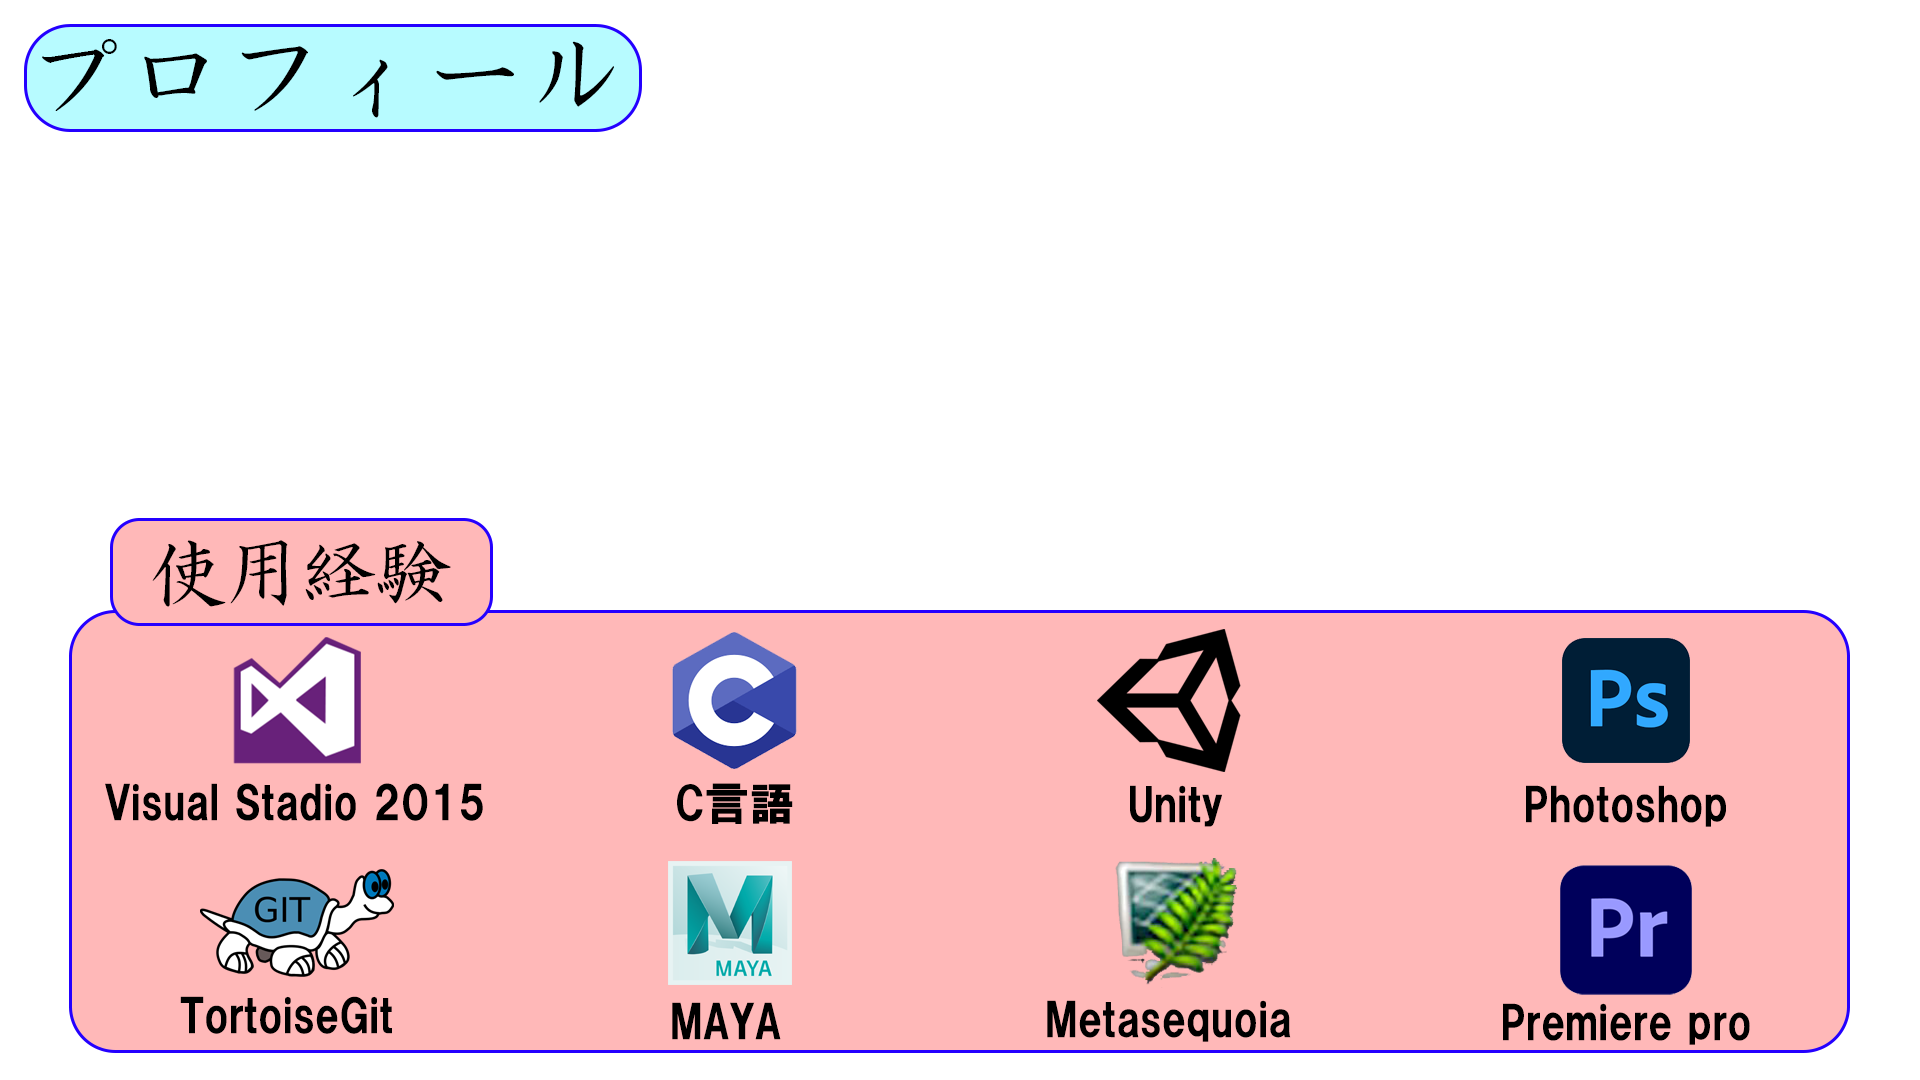 プロフィール
使用経験
Visual Stadio 2015
C言語
Unity
Ps
Photoshop
GIT
TortoiseGit
M
MAYA
MAYA
Metasequoia
Pr
Premiere pro